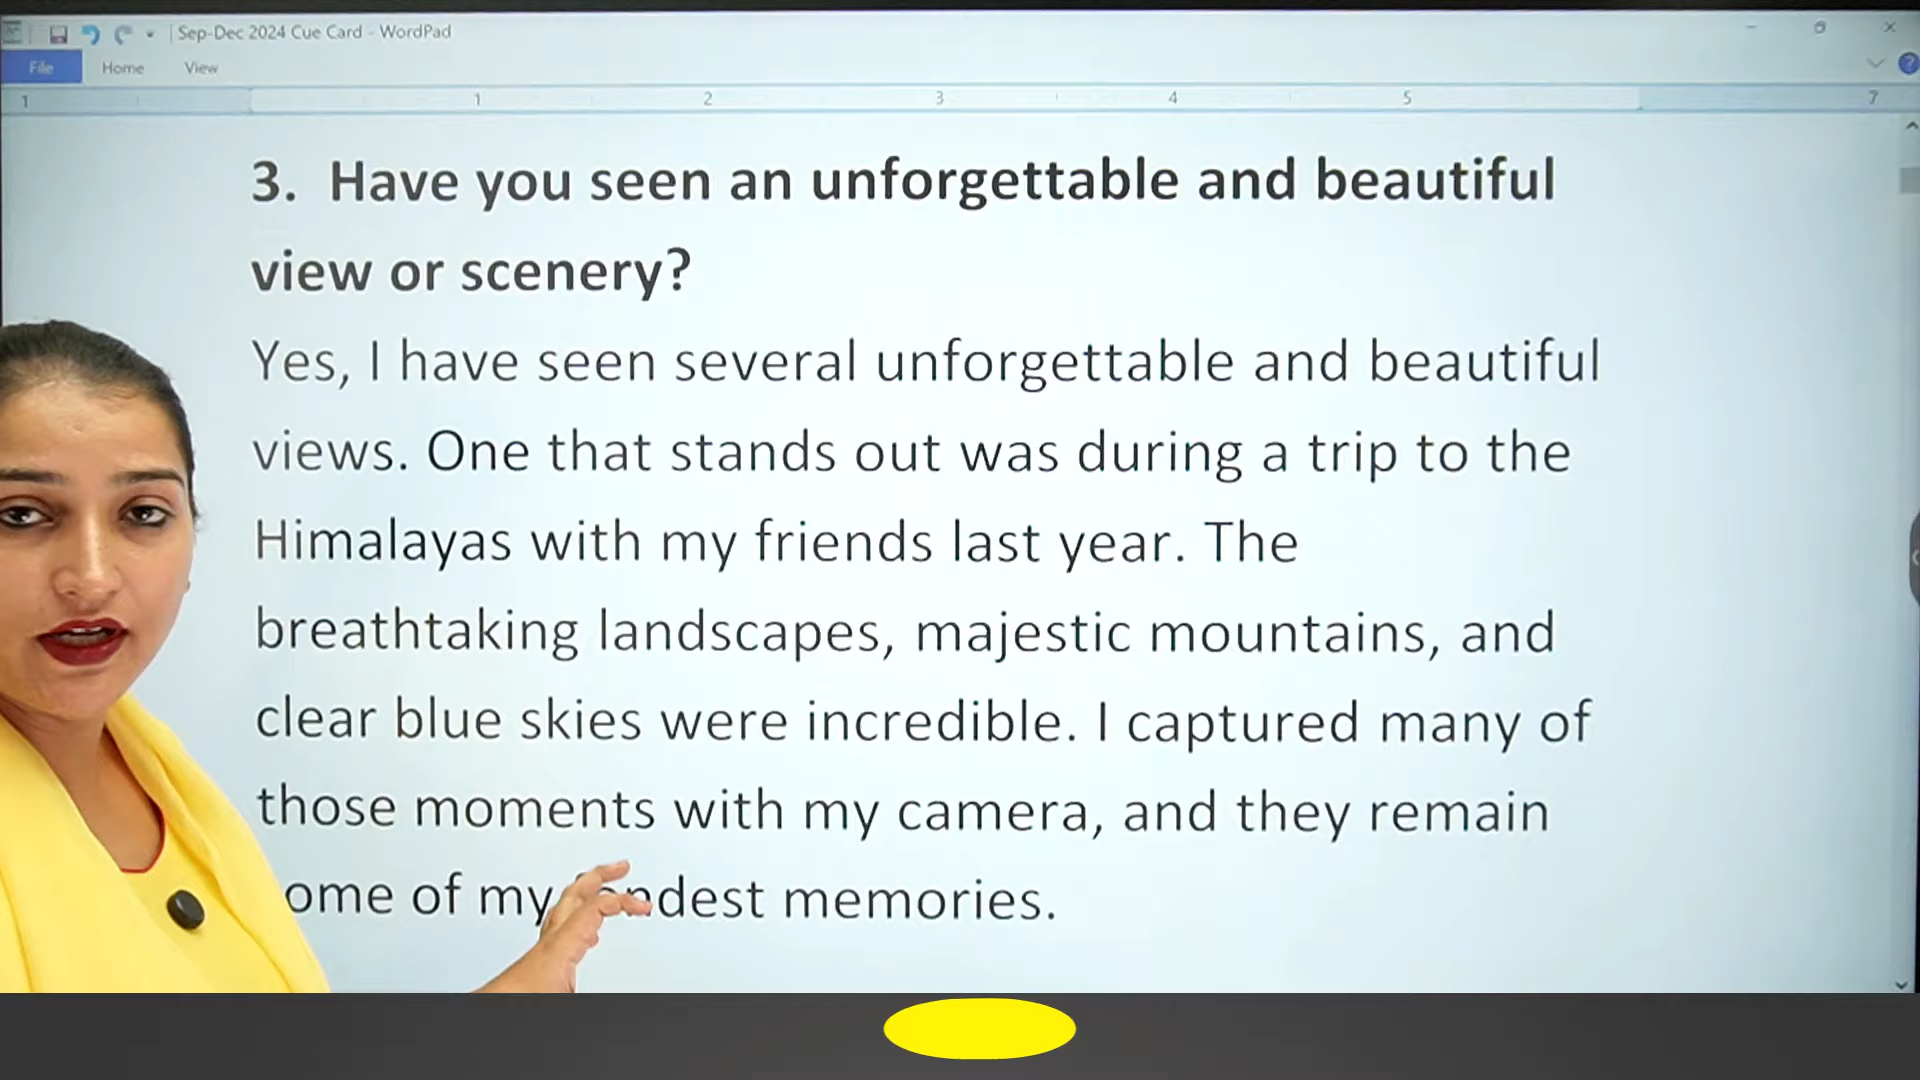 Sep-Dec 2024 Cue Card - WordPad
File Home View
1 1 2 3 4 5 7
3. Have you seen an unforgettable and beautiful
view or scenery?
Yes, I have seen several unforgettable and beautiful
views. One that stands out was during a trip to the
Himalayas with my friends last year. The
breathtaking landscapes, majestic mountains, and
clear blue skies were incredible. I captured many of
those moments with my camera, and they remain
of my memories.